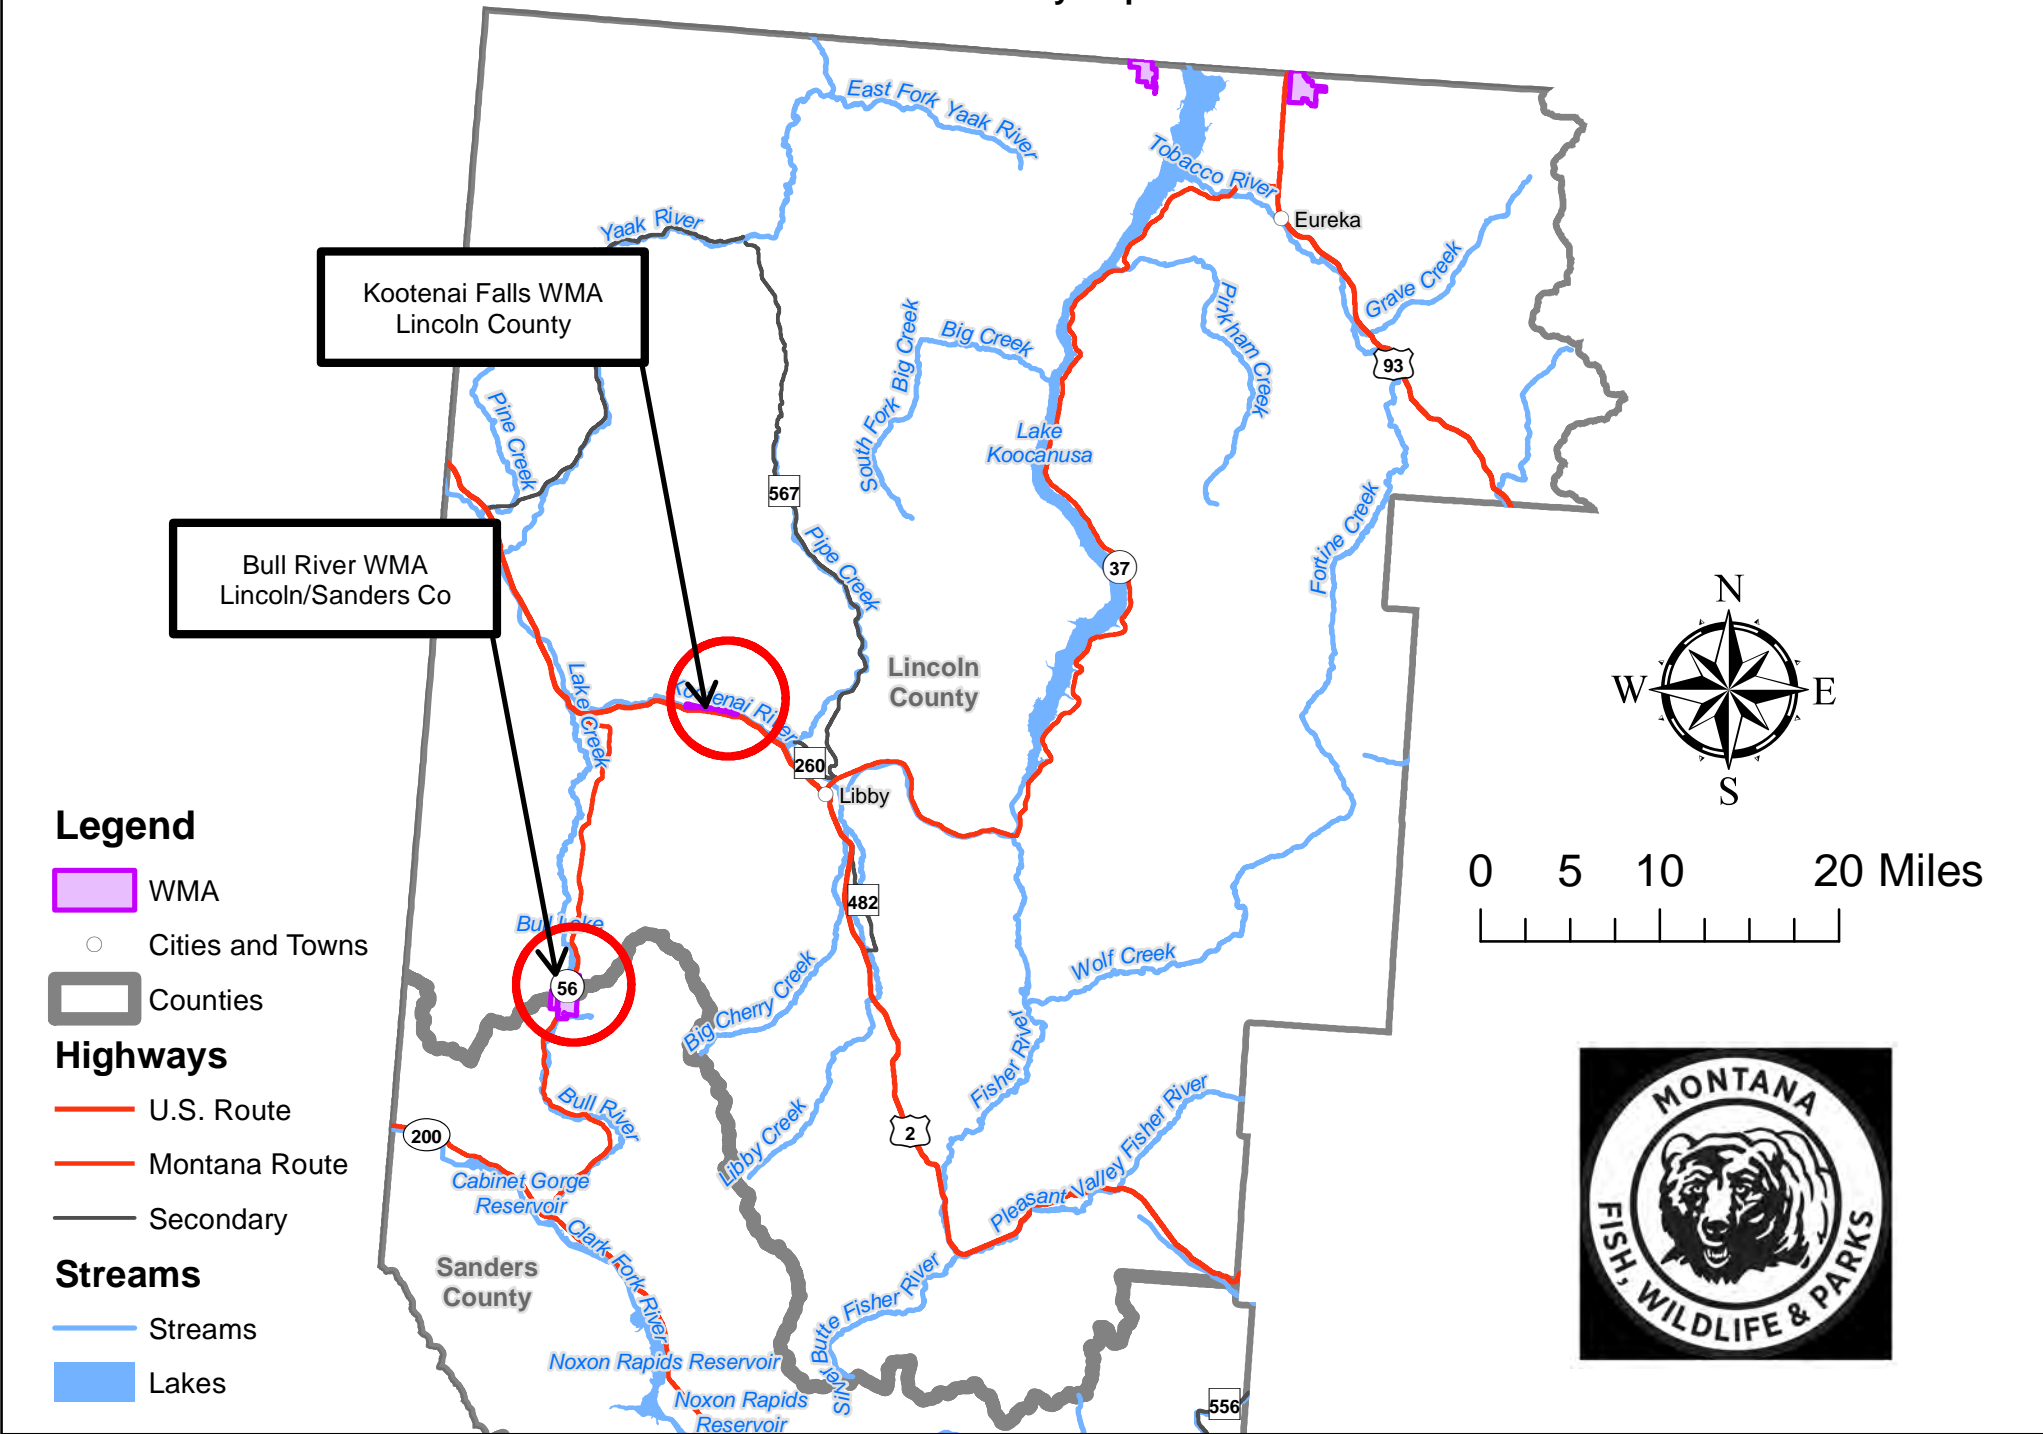 East Fork Yaak River
Tobacco River
Yaak River
Eureka
Kootenai Falls WMA
Lincoln County
Grave Creek
Pinkham Creek
Big Creek
South Fork Big Creek
93
Pine Creek
Lake
Koocanusa
567
Fortine Creek
Bull River WMA
Lincoln/Sanders Co
Pipe Creek
37
N
W
E
S
Lincoln
County
Lake Creek
Kootenai River
260
Libby
0 5 10 20 Miles
Legend
WMA
Cities and Towns
Counties
Highways
U.S. Route
Montana Route
Secondary
Streams
Streams
Lakes
482
Bull Lake
56
Wolf Creek
Big Cherry Creek
Fisher River
Bull River
200
2
Libby Creek
Pleasant Valley Fisher River
Cabinet Gorge
Reservoir
Clark Fork River
Sanders
County
Silver Butte Fisher River
Noxon Rapids Reservoir
Noxon Rapids
Reservoir
556
MONTANA
FISH, WILDLIFE & PARKS